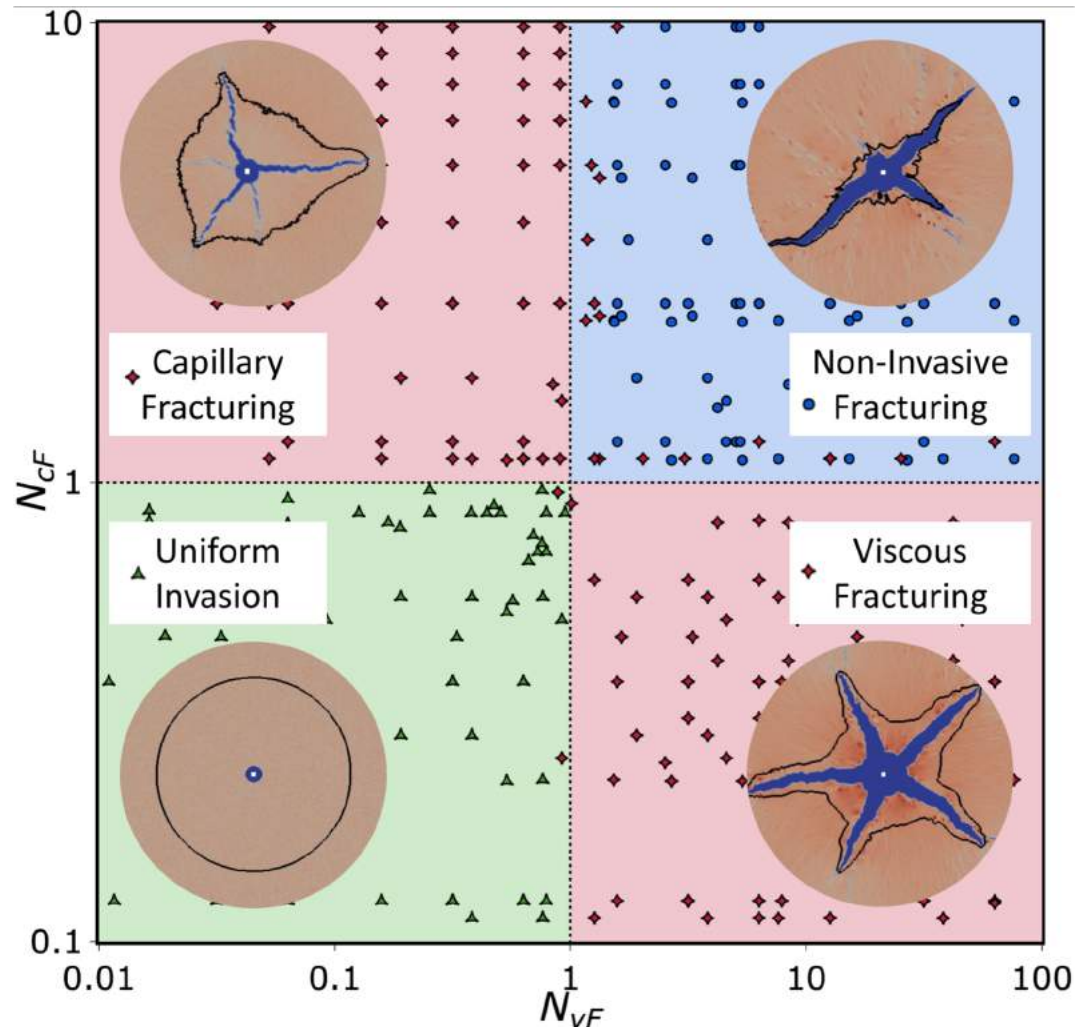 10
Capillary
Fracturing
Non-Invasive
Fracturing
N_cF
1
Uniform
Invasion
Viscous
Fracturing
0.1
0.01
0.1
1
10
100
N_vF